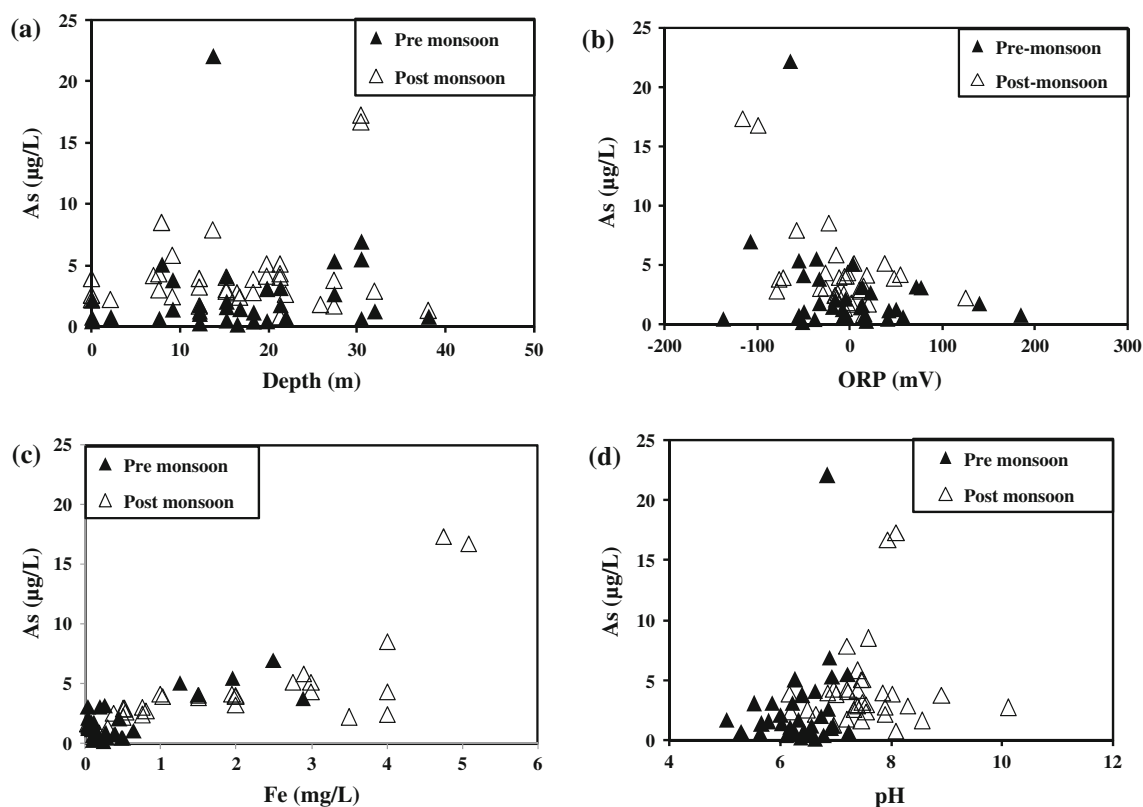 (a)
Pre monsoon
Post monsoon
As (µg/L)
25
20
15
10
5
0
0 10 20 30 40 50
Depth (m)
(b)
Pre-monsoon
Post-monsoon
As (µg/L)
25
20
15
10
5
0
-200 -100 0 100 200 300
ORP (mV)
(c)
Pre monsoon
Post monsoon
As (µg/L)
25
20
15
10
5
0
0 1 2 3 4 5 6
Fe (mg/L)
(d)
Pre monsoon
Post monsoon
As (µg/L)
25
20
15
10
5
0
4 6 8 10 12
pH